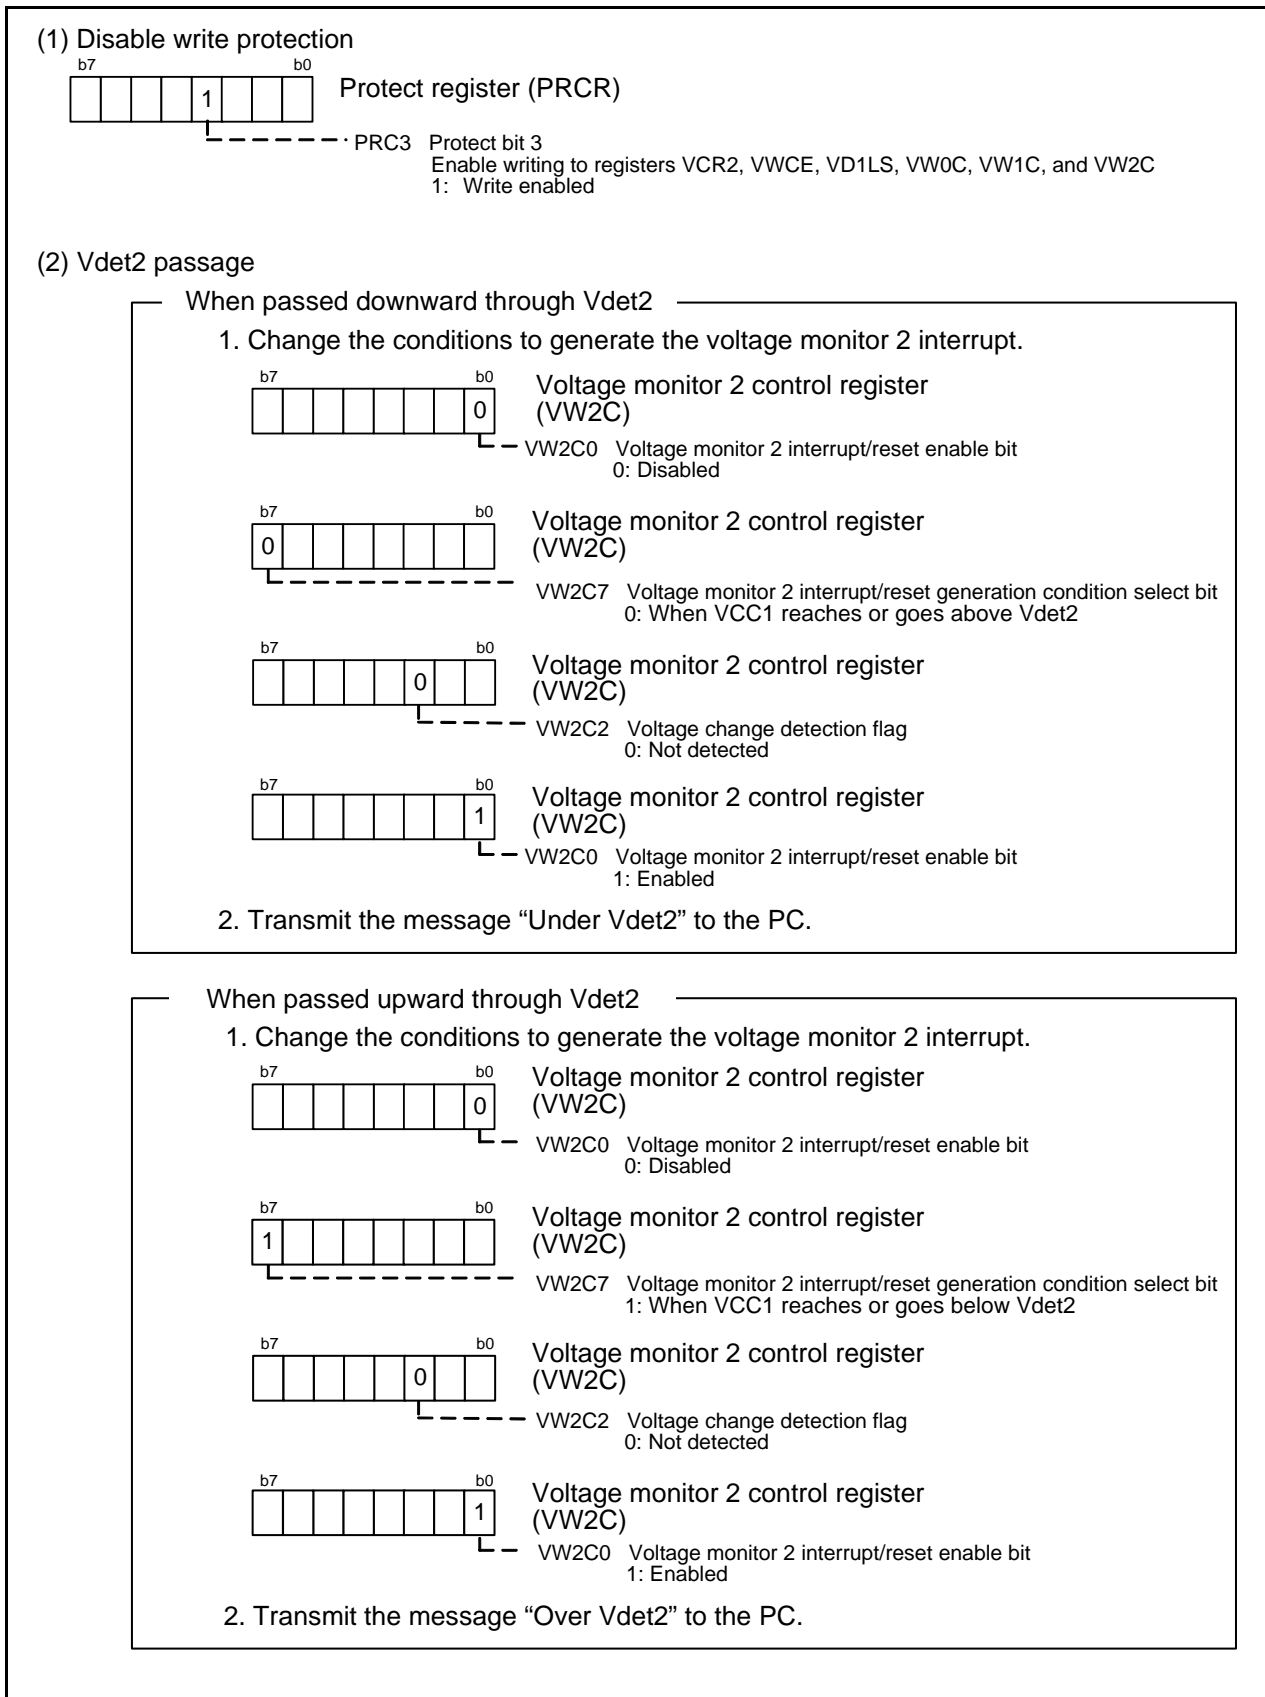 (1) Disable write protection
b7 b0
1
Protect register (PRCR)
PRC3 Protect bit 3
Enable writing to registers VCR2, VWCE, VD1LS, VW0C, VW1C, and VW2C
1: Write enabled
(2) Vdet2 passage
When passed downward through Vdet2
1. Change the conditions to generate the voltage monitor 2 interrupt.
b7 b0
0
Voltage monitor 2 control register
(VW2C)
VW2C0 Voltage monitor 2 interrupt/reset enable bit
0: Disabled
b7 b0
0
Voltage monitor 2 control register
(VW2C)
VW2C7 Voltage monitor 2 interrupt/reset generation condition select bit
0: When VCC1 reaches or goes above Vdet2
b7 b0
0
Voltage monitor 2 control register
(VW2C)
VW2C2 Voltage change detection flag
0: Not detected
b7 b0
1
Voltage monitor 2 control register
(VW2C)
VW2C0 Voltage monitor 2 interrupt/reset enable bit
1: Enabled
2. Transmit the message “Under Vdet2” to the PC.
When passed upward through Vdet2
1. Change the conditions to generate the voltage monitor 2 interrupt.
b7 b0
0
Voltage monitor 2 control register
(VW2C)
VW2C0 Voltage monitor 2 interrupt/reset enable bit
0: Disabled
b7 b0
1
Voltage monitor 2 control register
(VW2C)
VW2C7 Voltage monitor 2 interrupt/reset generation condition select bit
1: When VCC1 reaches or goes below Vdet2
b7 b0
0
Voltage monitor 2 control register
(VW2C)
VW2C2 Voltage change detection flag
0: Not detected
b7 b0
1
Voltage monitor 2 control register
(VW2C)
VW2C0 Voltage monitor 2 interrupt/reset enable bit
1: Enabled
2. Transmit the message “Over Vdet2” to the PC.